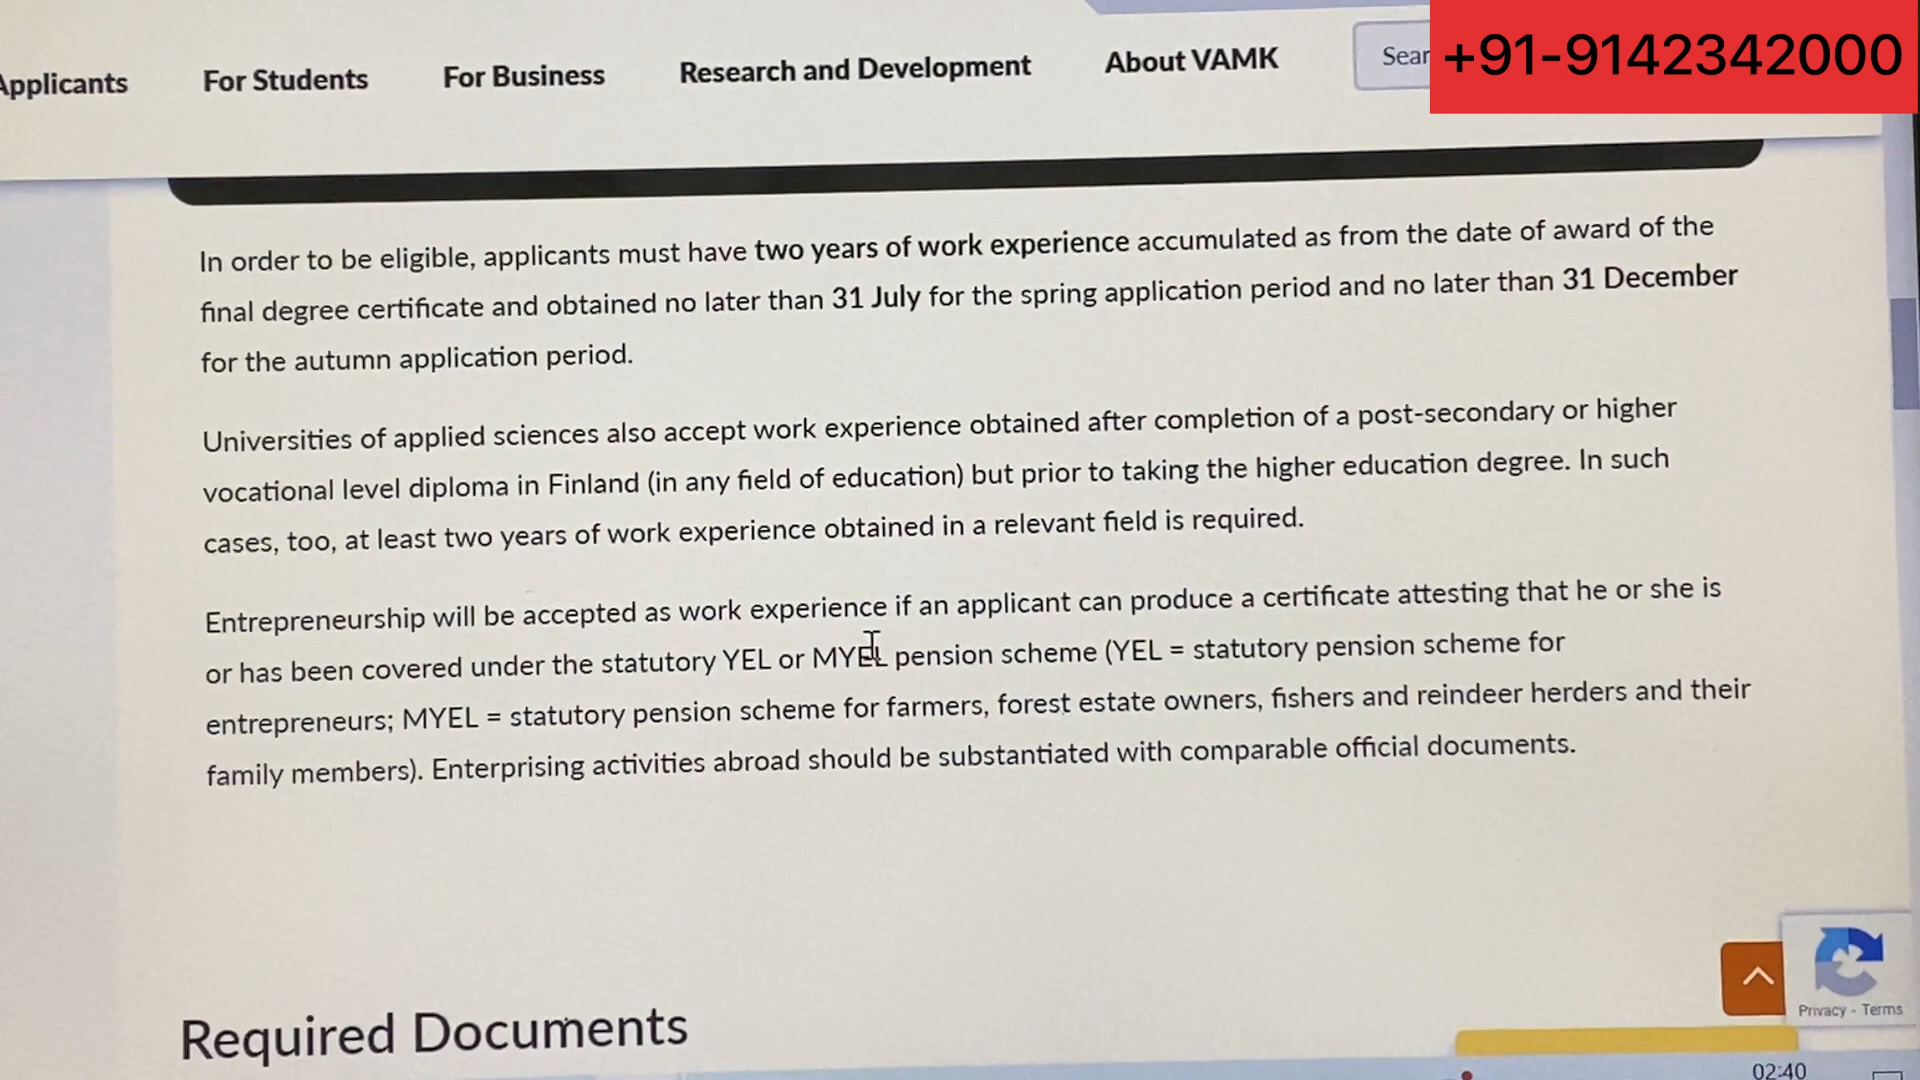 Applicants
For Students
For Business
Research and Development
About VAMK
Sear
+91-9142342000
In order to be eligible, applicants must have two years of work experience accumulated as from the date of award of the
final degree certificate and obtained no later than 31 July for the spring application period and no later than 31 December
for the autumn application period.
Universities of applied sciences also accept work experience obtained after completion of a post-secondary or higher
vocational level diploma in Finland (in any field of education) but prior to taking the higher education degree. In such
cases, too, at least two years of work experience obtained in a relevant field is required.
Entrepreneurship will be accepted as work experience if an applicant can produce a certificate attesting that he or she is
or has been covered under the statutory YEL or MYEL pension scheme (YEL = statutory pension scheme for
entrepreneurs; MYEL = statutory pension scheme for farmers, forest estate owners, fishers and reindeer herders and their
family members). Enterprising activities abroad should be substantiated with comparable official documents.
Required Documents
Privacy - Terms
02:40